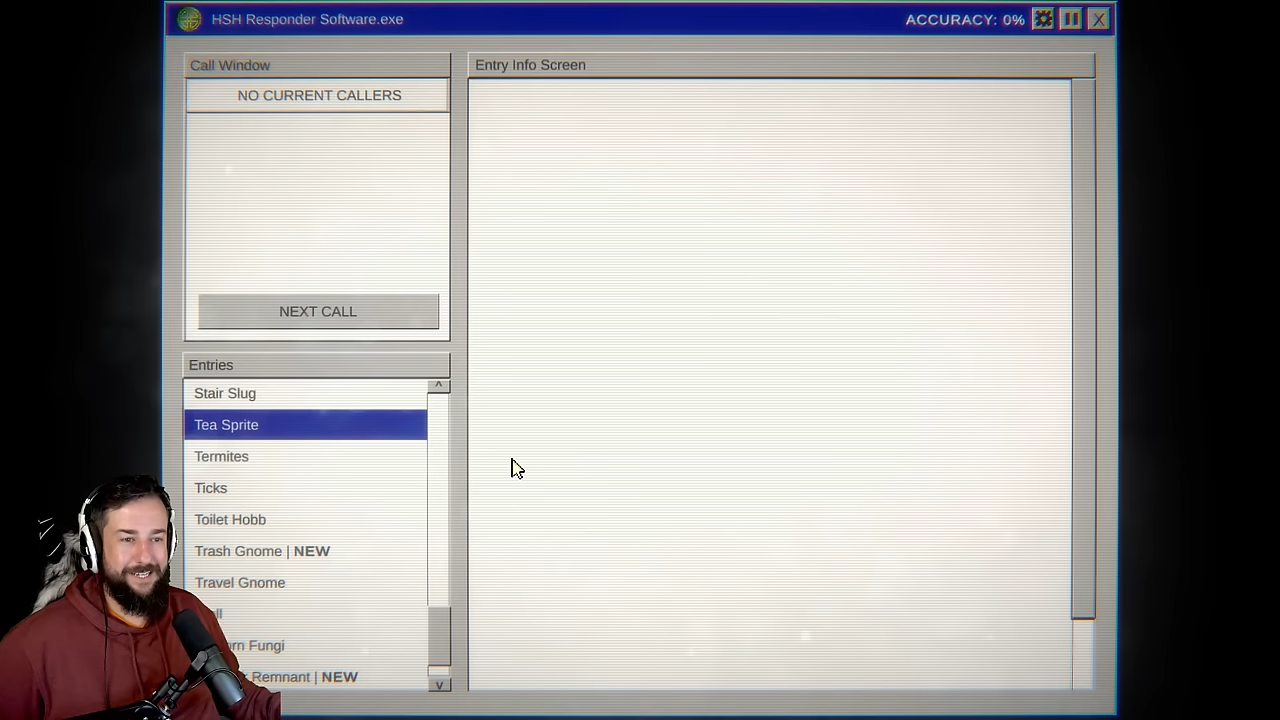 HSH Responder Software.exe
ACCURACY: 0%
X
Call Window
NO CURRENT CALLERS
NEXT CALL
Entry Info Screen
Entries
Stair Slug
Tea Sprite
Termites
Ticks
Toilet Hobb
Trash Gnome | NEW
Travel Gnome
Fungi
Remnant | NEW